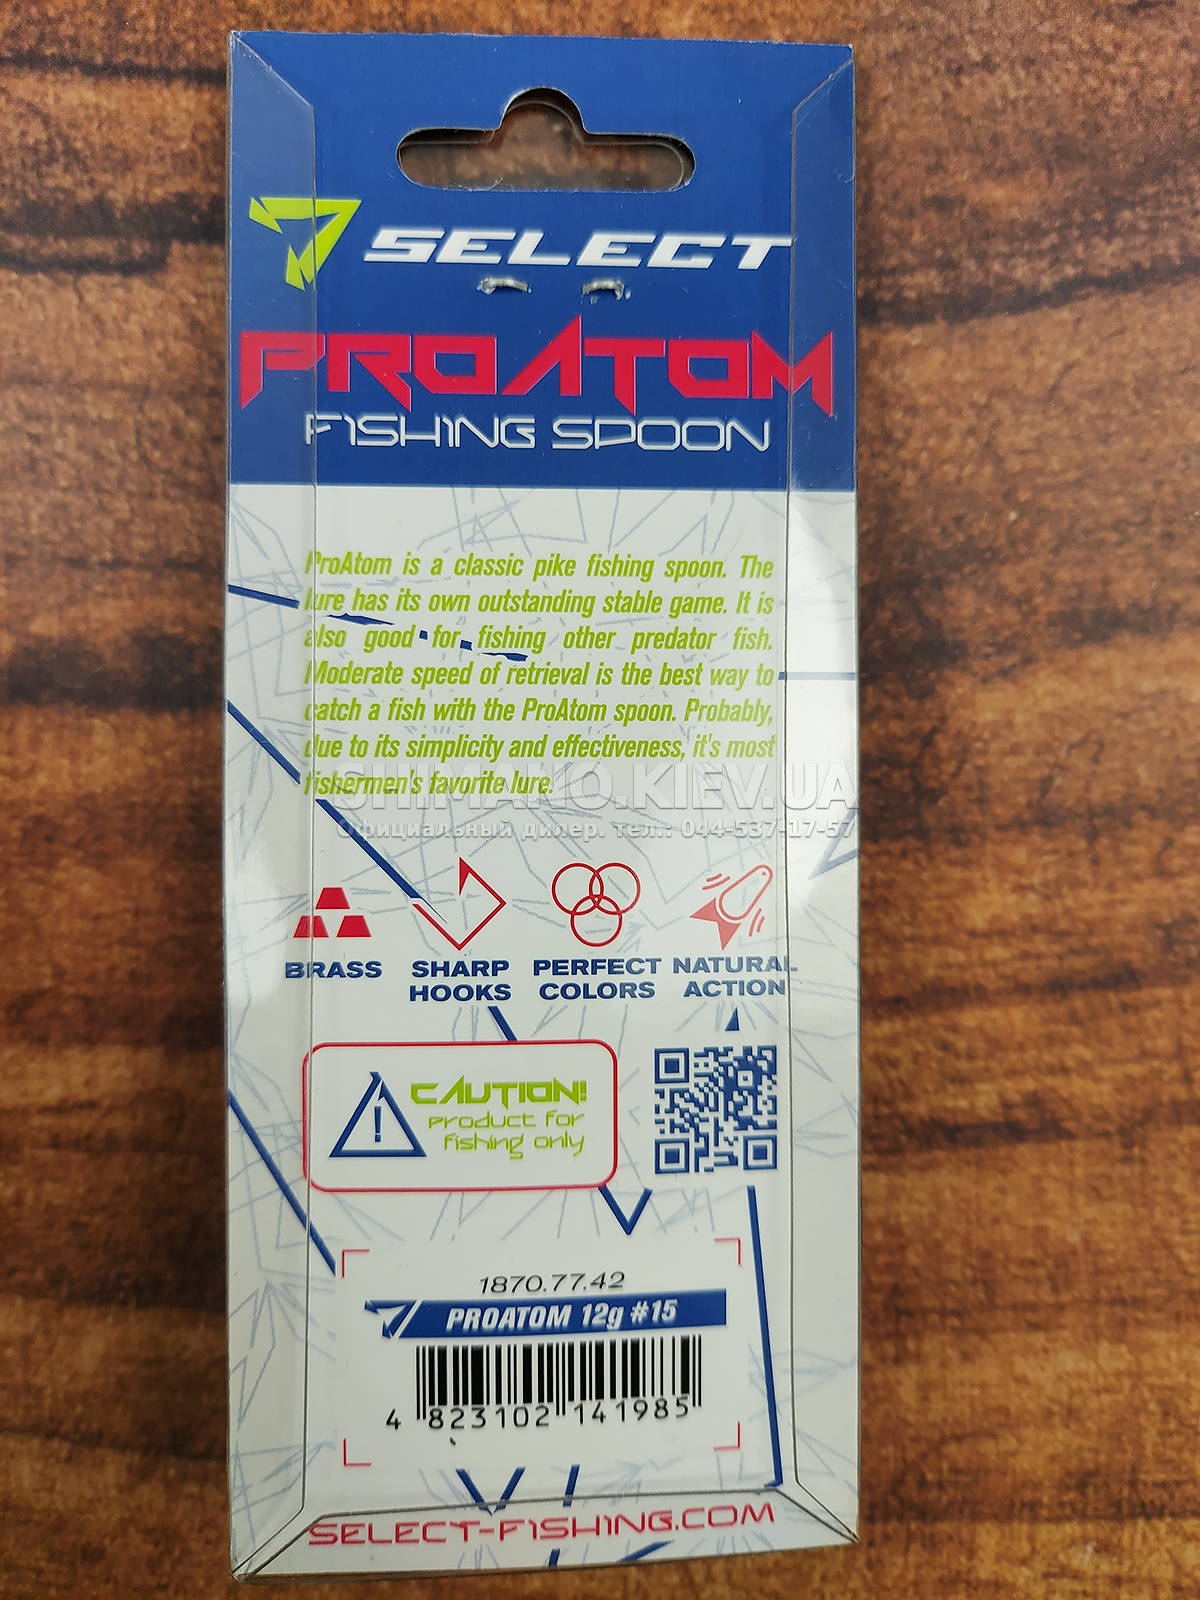 SELECT
PROATOM
FISHING SPOON
ProAtom is a classic pike fishing spoon. The
lure has its own outstanding stable game. It is
also good for fishing other predator fish.
Moderate speed of retrieval is the best way to
catch a fish with the ProAtom spoon. Probably,
due to its simplicity and effectiveness, it's most
fishermen's favorite lure.
SHIMANO.KIEV.UA
Официальный дилер. тел.: 044-537-17-57
BRASS
SHARP HOOKS
PERFECT COLORS
NATURAL ACTION
CAUTION!
product for
fishing only
1870.77.42
PROATOM 12g #15
4 823102 141985
SELECT-FISHING.COM